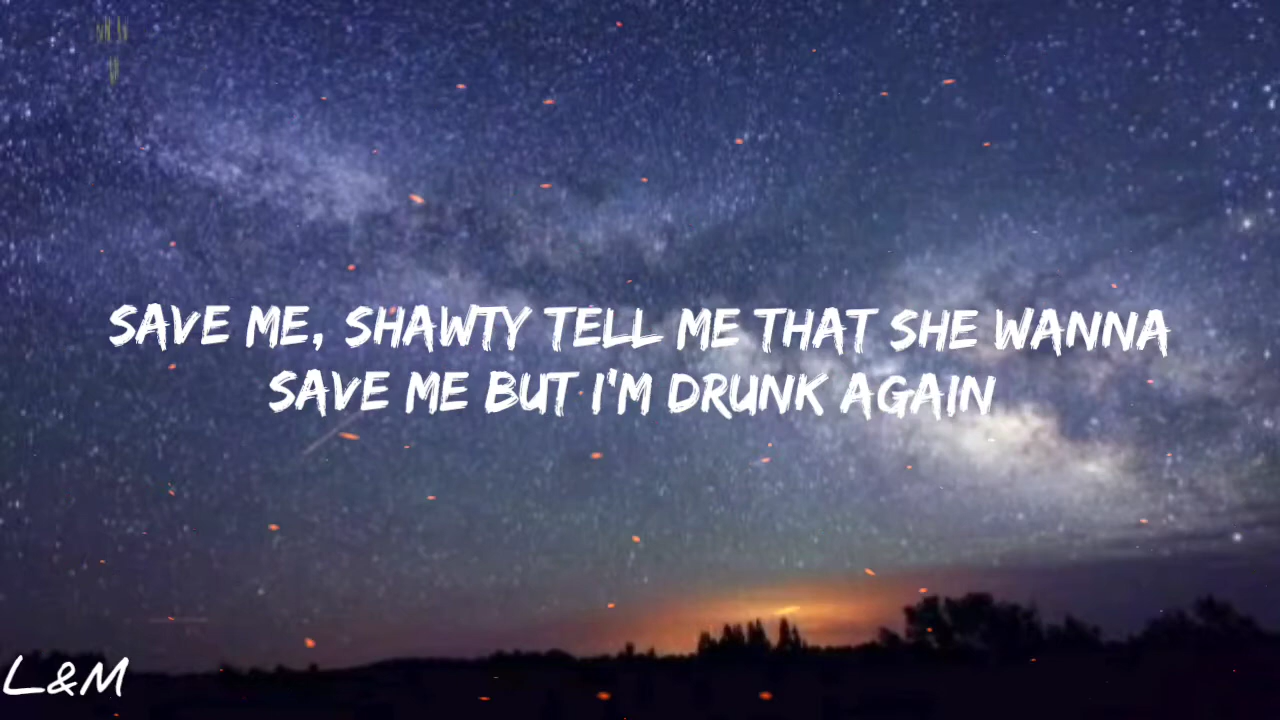 SAVE ME, SHAWTY TELL ME THAT SHE WANNA
SAVE ME BUT I'M DRUNK AGAIN
L&M